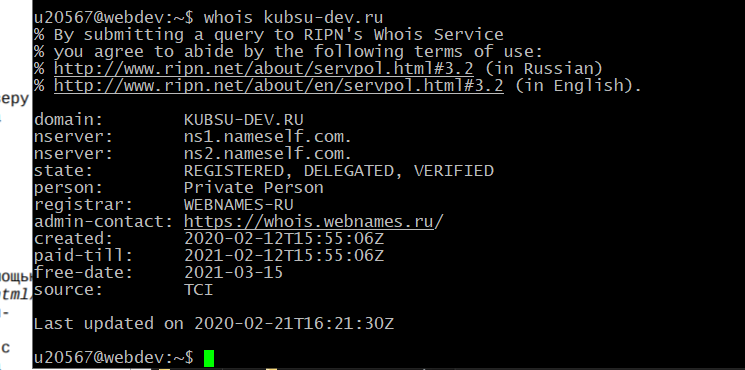 u20567@webdev:~$ whois kubsu-dev.ru
% By submitting a query to RIPN's Whois Service
% you agree to abide by the following terms of use:
% http://www.ripn.net/about/servpol.html#3.2 (in Russian)
% http://www.ripn.net/about/en/servpol.html#3.2 (in English).
domain: KUBSU-DEV.RU
nserver: ns1.nameself.com.
nserver: ns2.nameself.com.
state: REGISTERED, DELEGATED, VERIFIED
person: Private Person
registrar: WEBNAMES-RU
admin-contact: https://whois.webnames.ru/
created: 2020-02-12T15:55:06Z
paid-till: 2021-02-12T15:55:06Z
free-date: 2021-03-15
source: TCI
Last updated on 2020-02-21T16:21:30Z
u20567@webdev:~$